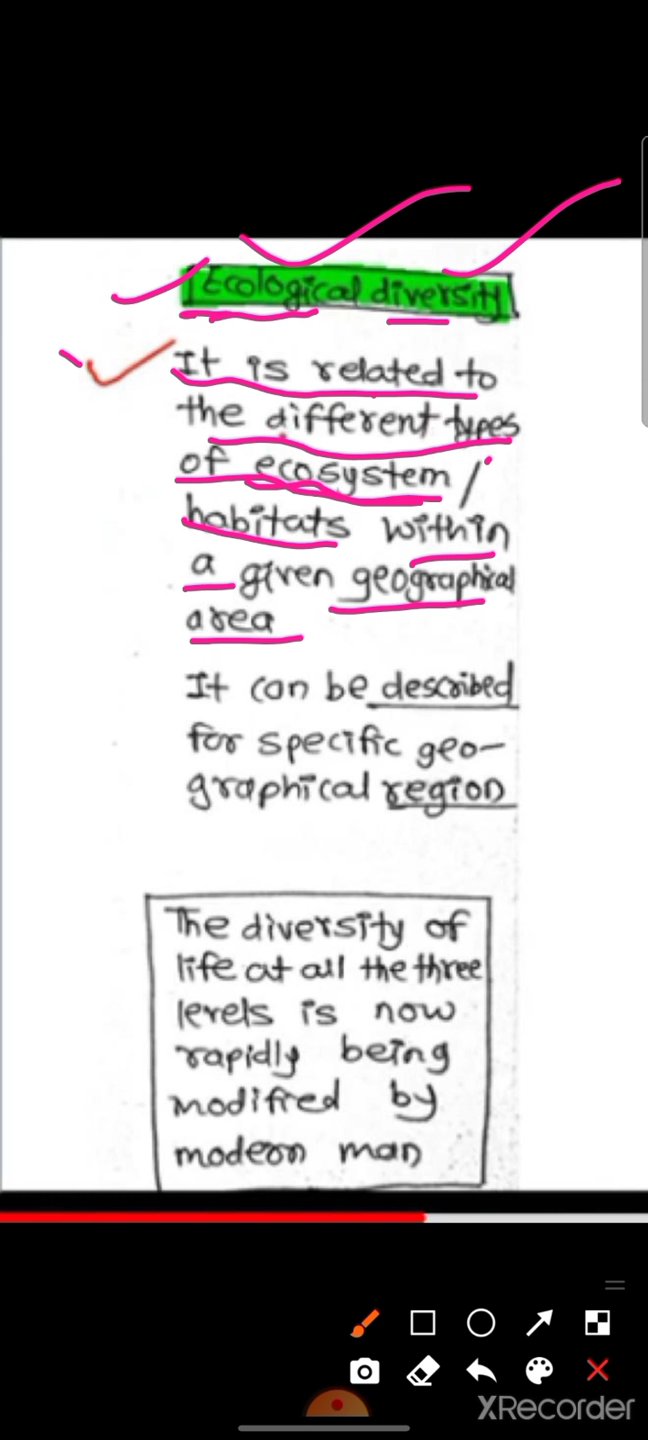 Ecological diversity
It is related to
the different types
of ecosystem /
habitats within
a given geographical
area
It can be described
for specific geo-
graphical region
The diversity of
life at all the three
levels is now
rapidly being
modified by
modeon man
XRecorder